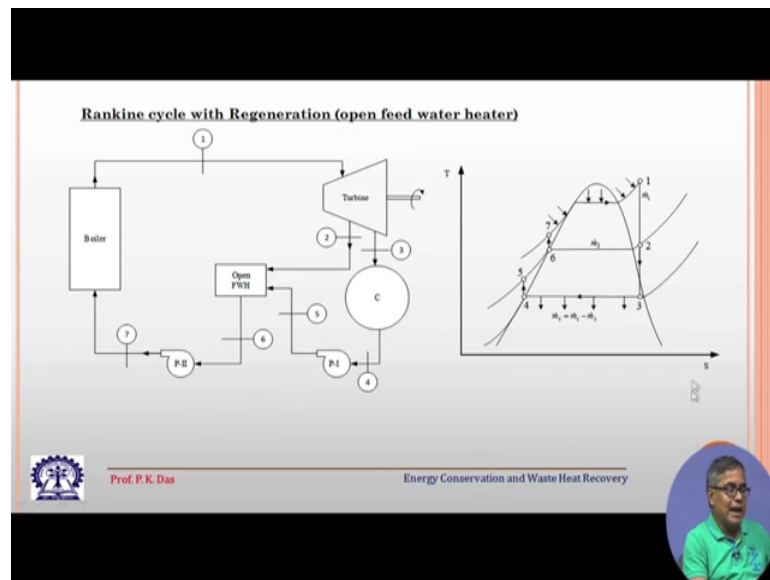 Rankine cycle with Regeneration (open feed water heater)
1
Turbine
Boiler
2
3
Open
FWH
C
5
6
7
P-II
P-I
4
T
1
ṁ₁
7
6
ṁ₂
2
5
4
3
ṁ₃ = ṁ₁ − ṁ₂
S
Prof. P. K. Das
Energy Conservation and Waste Heat Recovery